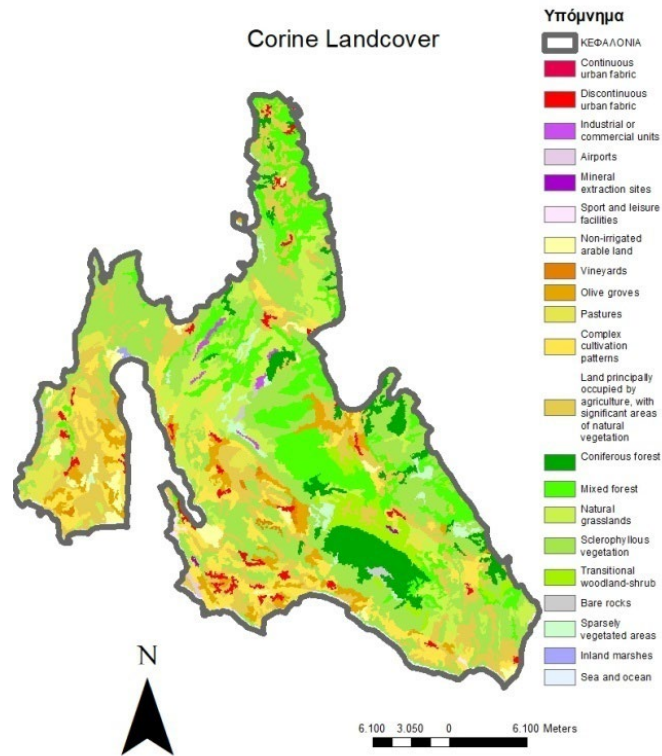 Corine Landcover
Υπόμνημα
ΚΕΦΑΛΟΝΙΑ
Continuous
urban fabric
Discontinuous
urban fabric
Industrial or
commercial units
Airports
Mineral
extraction sites
Sport and leisure
facilities
Non-irrigated
arable land
Vineyards
Olive groves
Pastures
Complex
cultivation
patterns
Land principally
occupied by
agriculture, with
significant areas
of natural
vegetation
Coniferous forest
Mixed forest
Natural
grasslands
Sclerophyllous
vegetation
Transitional
woodland-shrub
Bare rocks
Sparsely
vegetated areas
Inland marshes
Sea and ocean
N
6.100 3.050 0 6.100 Meters